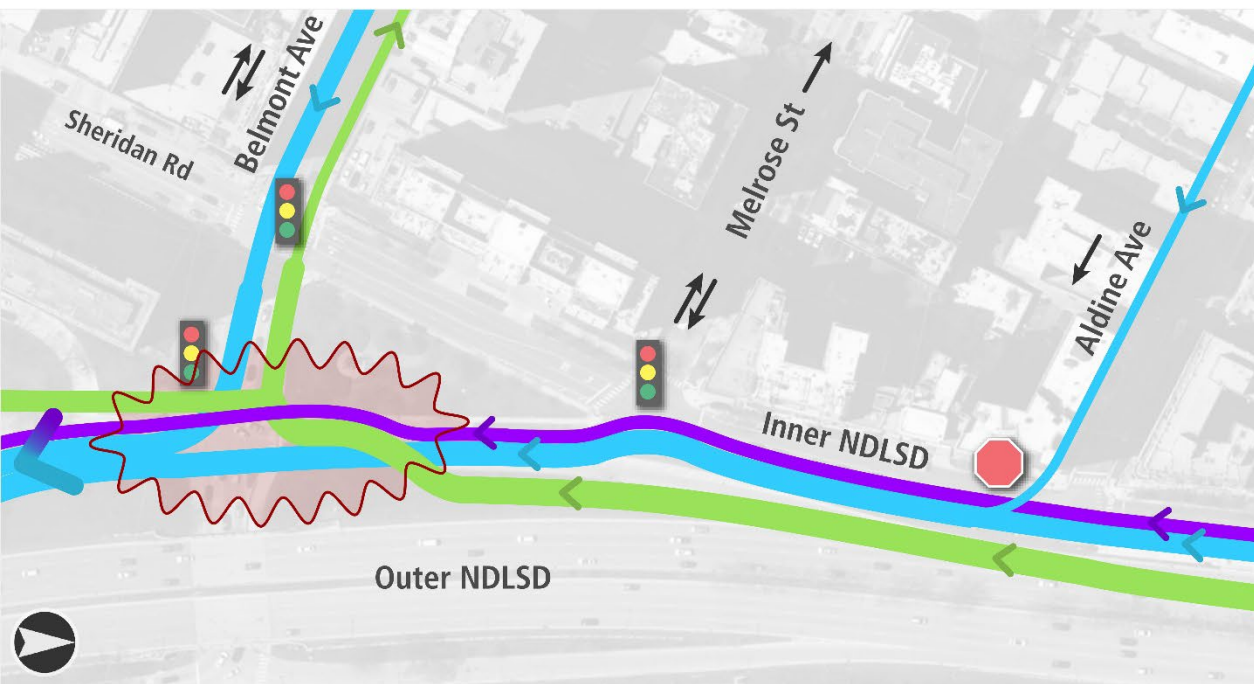 Belmont Ave
Sheridan Rd
Melrose St
Aldine Ave
Inner NDLSD
Outer NDLSD